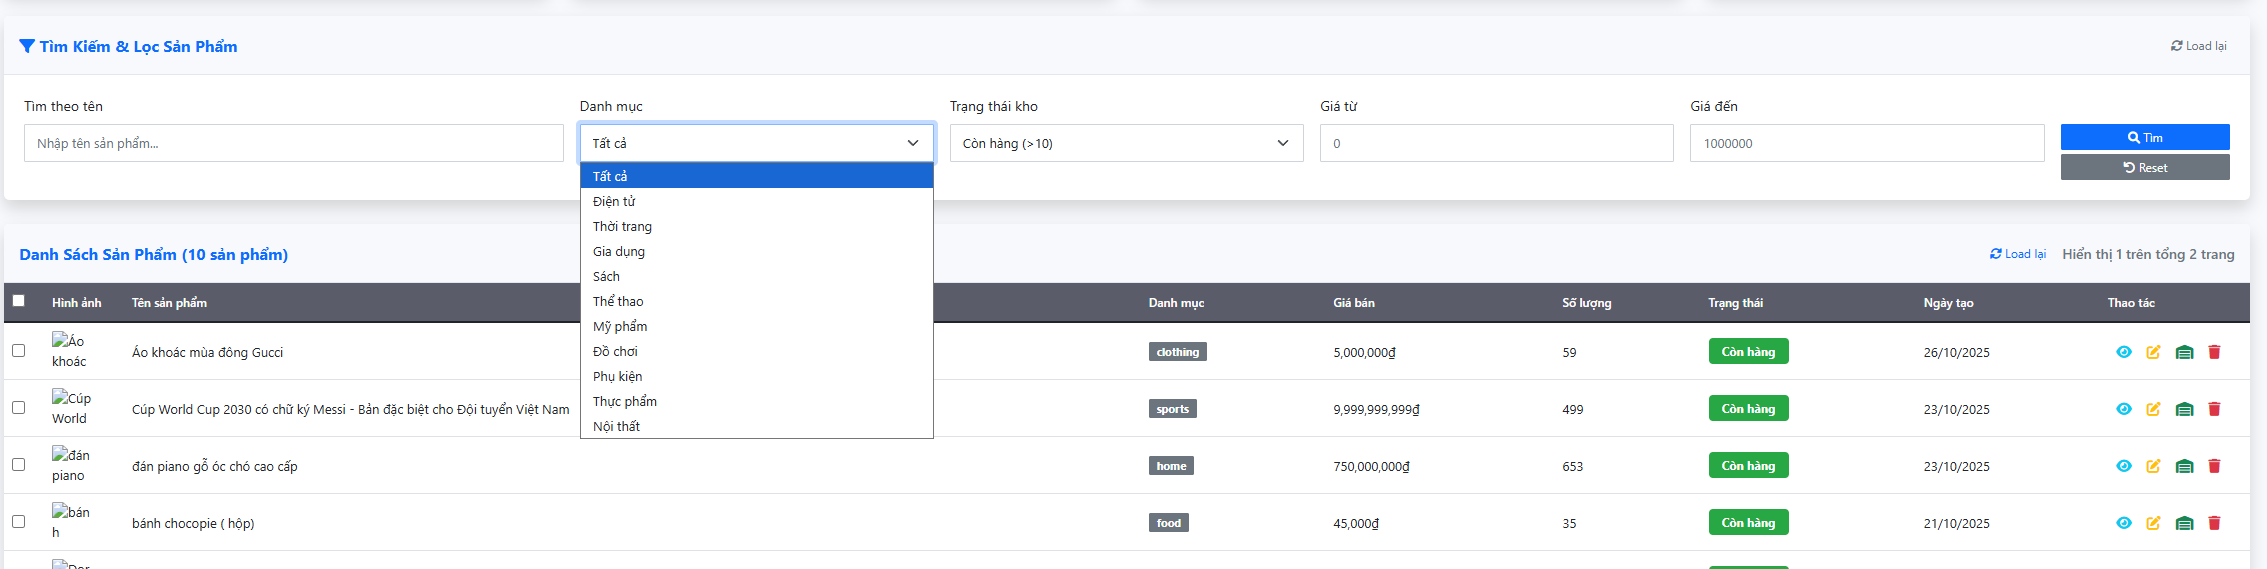 Tìm Kiếm & Lọc Sản Phẩm
Load lại
Tìm theo tên
Danh mục
Trạng thái kho
Giá từ
Giá đến
Nhập tên sản phẩm...
Tất cả
Còn hàng (>10)
0
1000000
Tìm
Reset
Tất cả
Điện tử
Thời trang
Gia dụng
Sách
Thể thao
Mỹ phẩm
Đồ chơi
Phụ kiện
Thực phẩm
Nội thất
Danh Sách Sản Phẩm (10 sản phẩm)
Load lại
Hiển thị 1 trên tổng 2 trang
Hình ảnh
Tên sản phẩm
Danh mục
Giá bán
Số lượng
Trạng thái
Ngày tạo
Thao tác
Áo
khoác
Áo khoác mùa đông Gucci
clothing
5,000,000₫
59
Còn hàng
26/10/2025
Cúp
World
Cúp World Cup 2030 có chữ ký Messi - Bản đặc biệt cho Đội tuyển Việt Nam
sports
9,999,999,999₫
499
Còn hàng
23/10/2025
đán
piano
đán piano gỗ óc chó cao cấp
home
750,000,000₫
653
Còn hàng
23/10/2025
bán
h
bánh chocopie ( hộp)
food
45,000₫
35
Còn hàng
21/10/2025